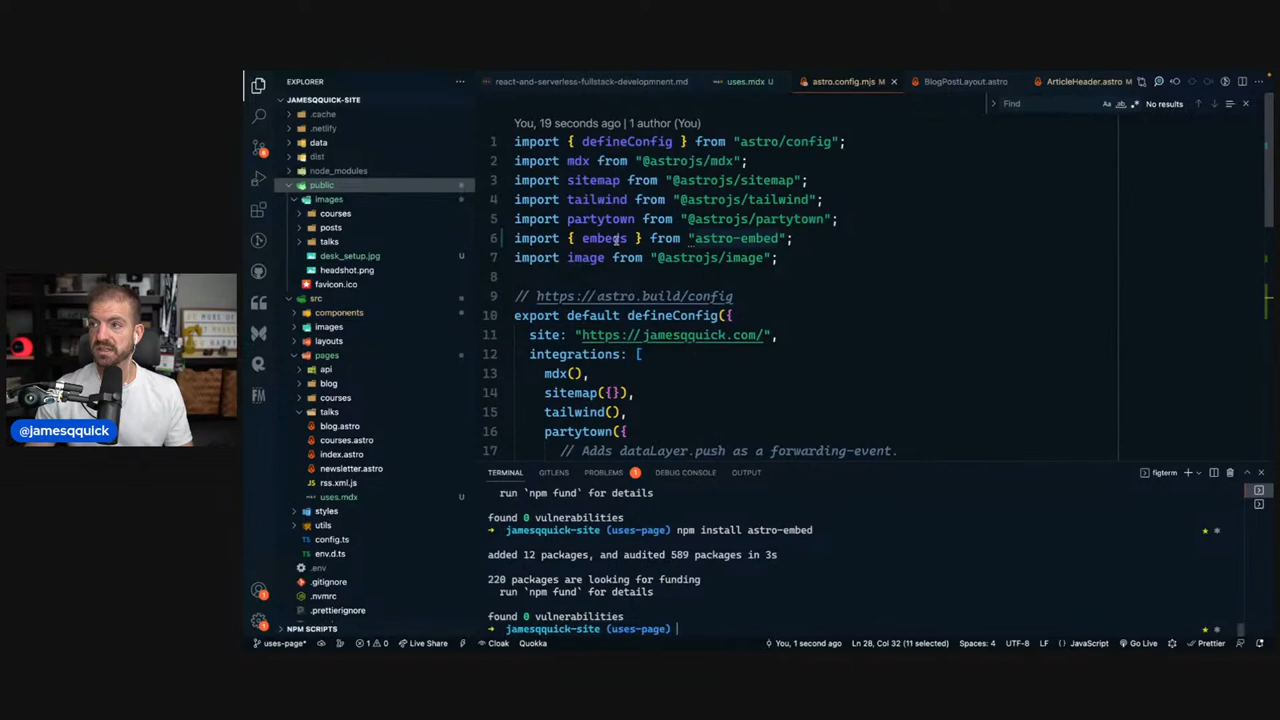 EXPLORER
JAMESQQUICK-SITE
.cache
.netlify
data
dist
node_modules
public
images
courses
posts
talks
desk_setup.jpg U
headshot.png
favicon.ico
src
components
images
layouts
pages
api
blog
courses
talks
blog.astro
courses.astro
index.astro
newsletter.astro
rss.xml.js
uses.mdx U
styles
utils
config.ts
env.d.ts
.env
.gitignore
.nvmrc
.prettierignore
NPM SCRIPTS
react-and-serverless-fullstack-developmnent.md
uses.mdx U
astro.config.mjs M
BlogPostLayout.astro
ArticleHeader.astro M
Find
Aa ab
No results
You, 19 seconds ago | 1 author (You)
1 import { defineConfig } from "astro/config";
2 import mdx from "@astrojs/mdx";
3 import sitemap from "@astrojs/sitemap";
4 import tailwind from "@astrojs/tailwind";
5 import partytown from "@astrojs/partytown";
6 import { embeds } from "astro-embed";
7 import image from "@astrojs/image";
8
9 // https://astro.build/config
10 export default defineConfig({
11 site: "https://jamesqquick.com/",
12 integrations: [
13 mdx(),
14 sitemap({}),
15 tailwind(),
16 partytown({
17 // Adds dataLayer.push as a forwarding-event.
TERMINAL GITLENS PROBLEMS 1 DEBUG CONSOLE OUTPUT
figterm
run `npm fund` for details
found 0 vulnerabilities
➜ jamesqquick-site (uses-page) npm install astro-embed
added 12 packages, and audited 589 packages in 3s
220 packages are looking for funding
run `npm fund` for details
found 0 vulnerabilities
➜ jamesqquick-site (uses-page)
uses-page* 1 0 Live Share Cloak Quokka
You, 1 second ago Ln 28, Col 32 (11 selected) Spaces: 4 UTF-8 LF {} JavaScript Go Live Prettier
@jamesqquick